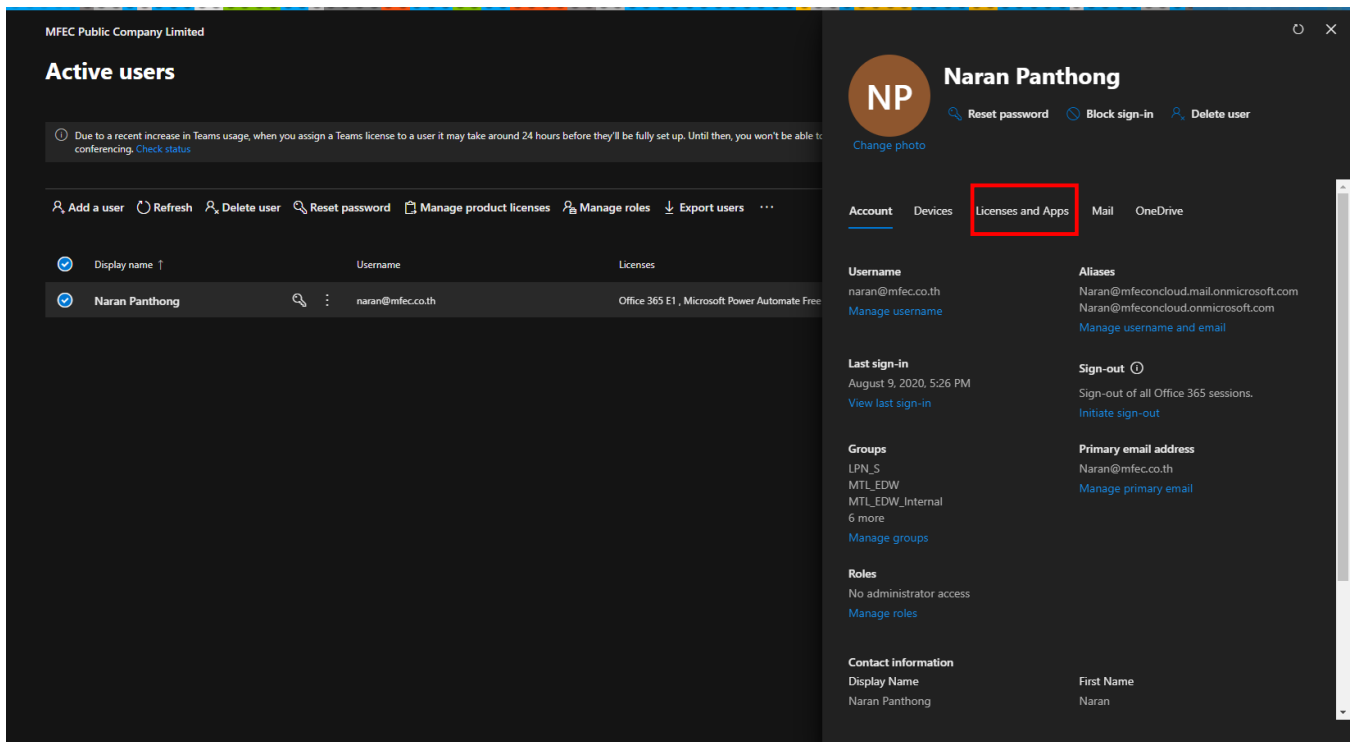 MFEC Public Company Limited
Active users
Due to a recent increase in Teams usage, when you assign a Teams license to a user it may take around 24 hours before they'll be fully set up. Until then, you won't be able to
conferencing. Check status
Add a user Refresh Delete user Reset password Manage product licenses Manage roles Export users ...
Display name ↑ Username Licenses
Naran Panthong naran@mfec.co.th Office 365 E1 , Microsoft Power Automate Free
NP
Change photo
Naran Panthong
Reset password Block sign-in Delete user
Account Devices Licenses and Apps Mail OneDrive
Username
naran@mfec.co.th
Manage username
Aliases
Naran@mfeconcloud.mail.onmicrosoft.com
Naran@mfeconcloud.onmicrosoft.com
Manage username and email
Last sign-in
August 9, 2020, 5:26 PM
View last sign-in
Sign-out
Sign-out of all Office 365 sessions.
Initiate sign-out
Groups
LPN_S
MTL_EDW
MTL_EDW_Internal
6 more
Manage groups
Primary email address
Naran@mfec.co.th
Manage primary email
Roles
No administrator access
Manage roles
Contact information
Display Name
Naran Panthong
First Name
Naran